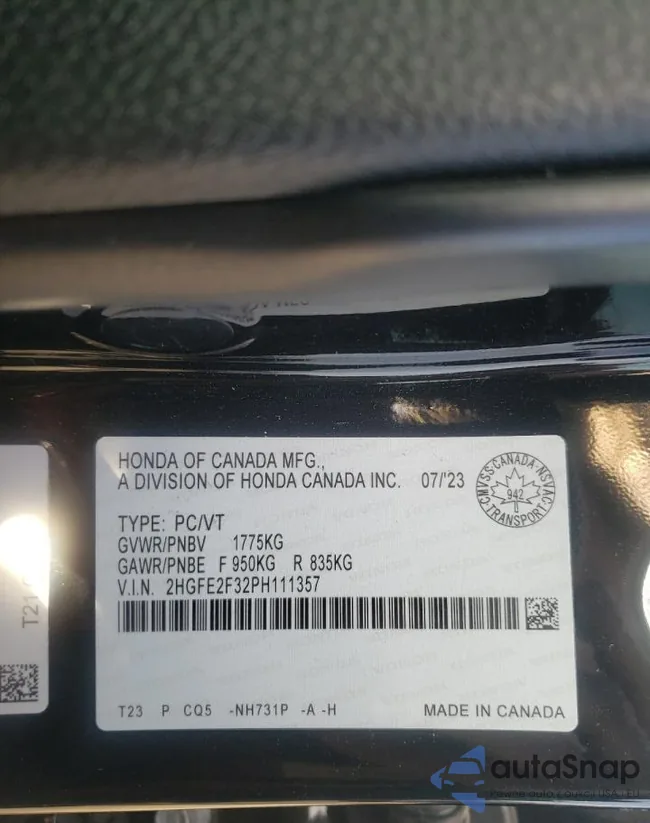 HONDA OF CANADA MFG.,
A DIVISION OF HONDA CANADA INC. 07/'23
CMVSS·CANADA·NSVAC
942
TRANSPORT
TYPE: PC/VT
GVWR/PNBV 1775KG
GAWR/PNBE F 950KG R 835KG
V.I.N. 2HGFE2F32PH111357
T23 P CQ5 -NH731P -A -H MADE IN CANADA
autaSnap